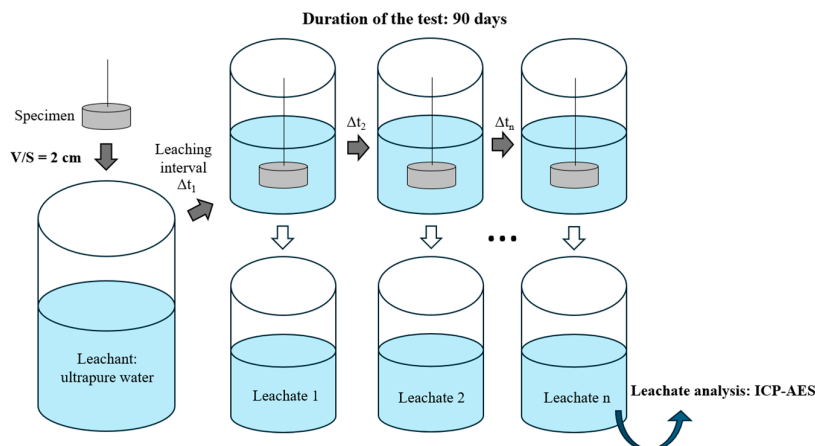 Duration of the test: 90 days
Specimen
V/S = 2 cm
Leaching
interval
Δt₁
Δt₂
Δtₙ
...
Leachant:
ultrapure water
Leachate 1
Leachate 2
Leachate n
Leachate analysis: ICP-AES